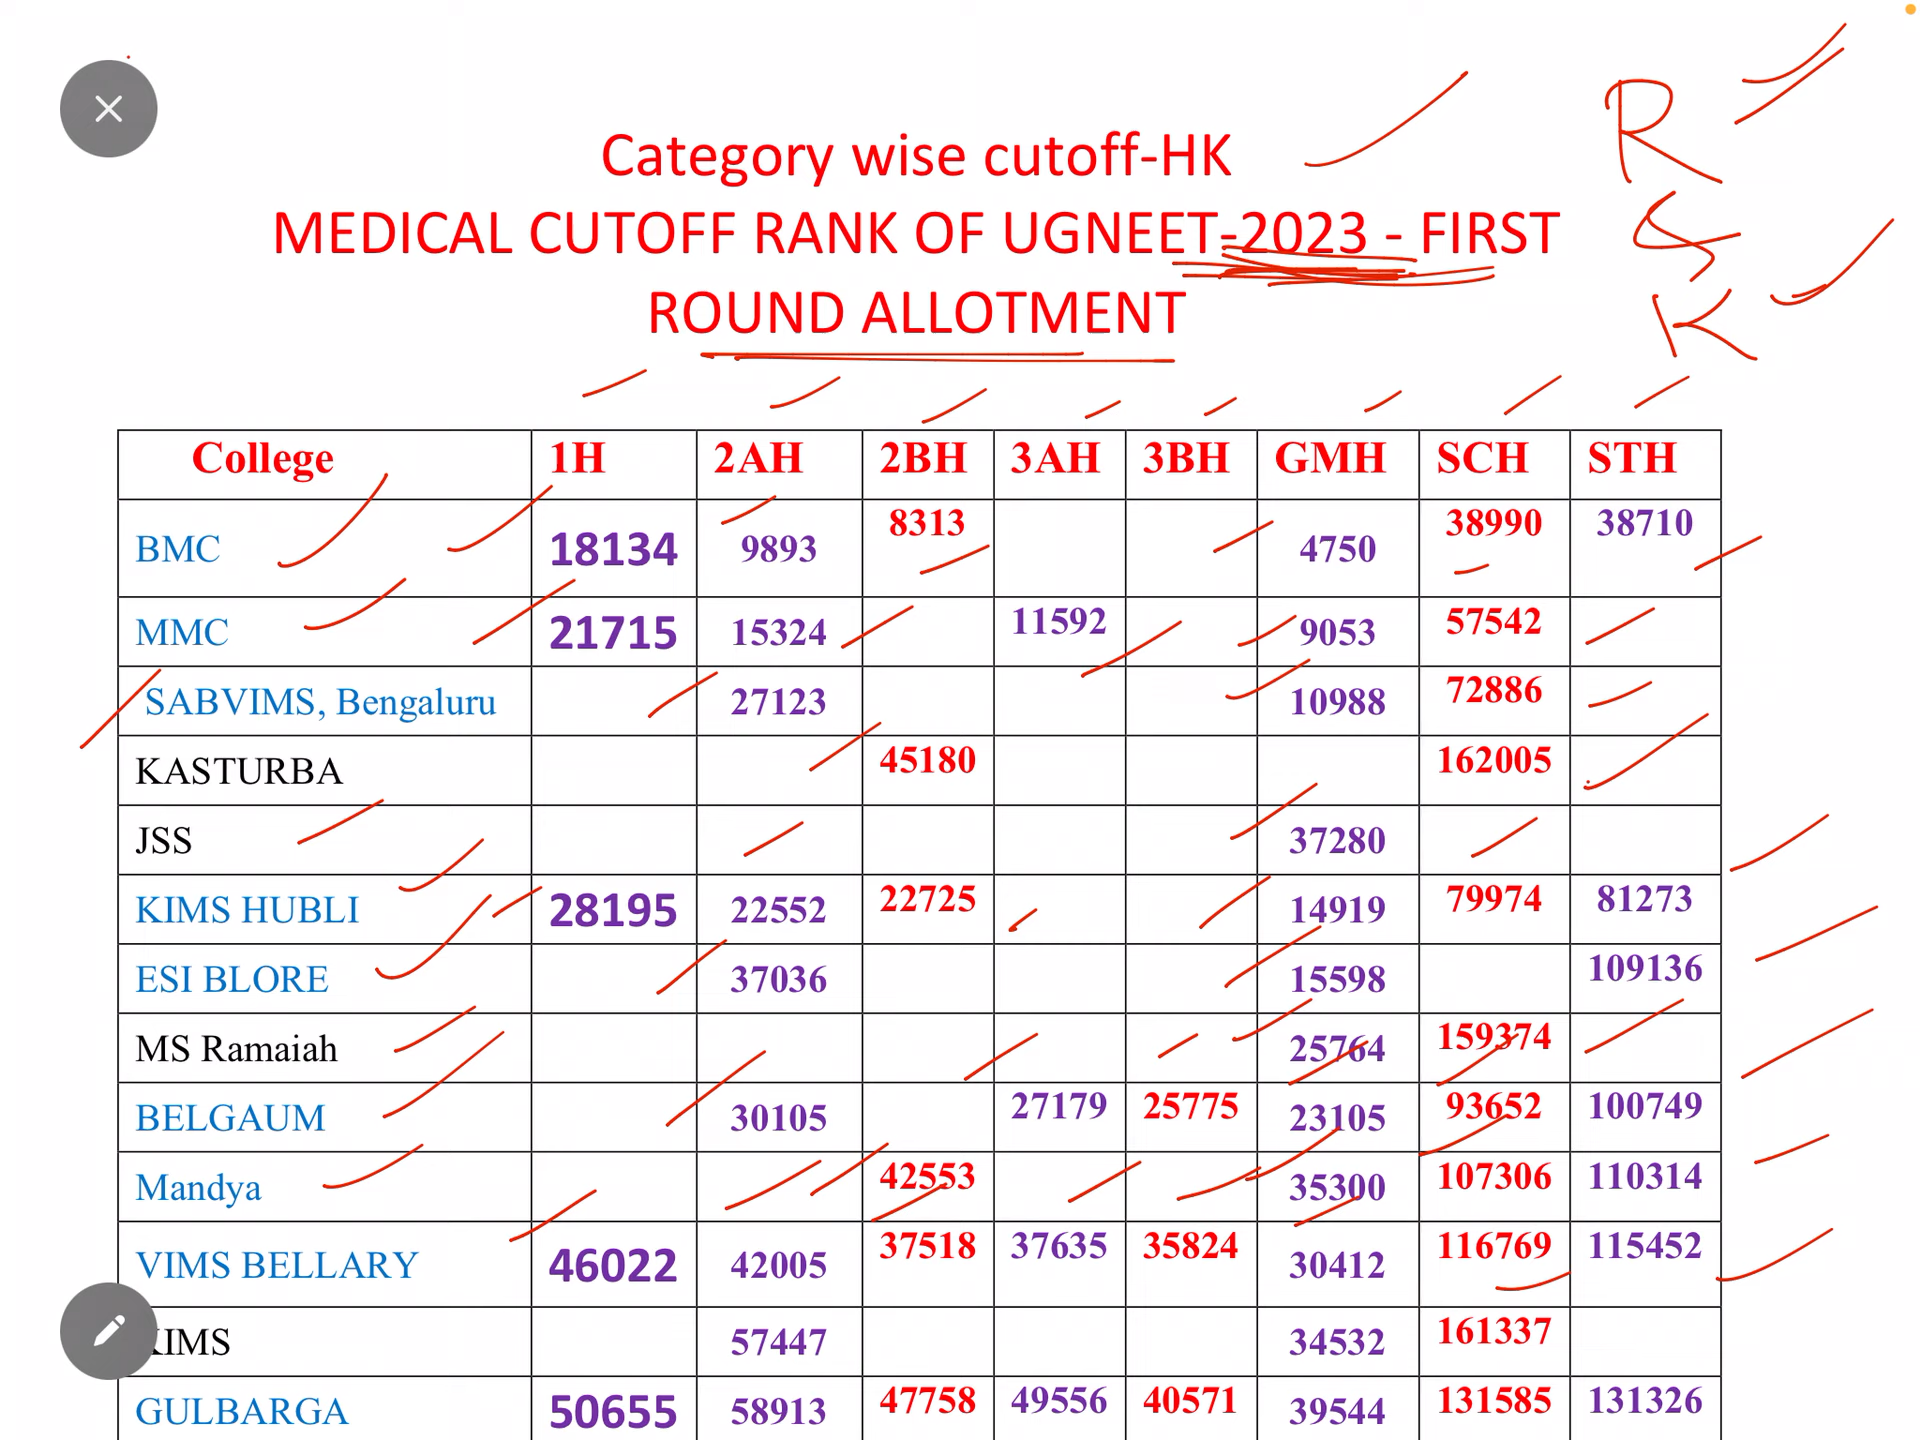 Category wise cutoff-HK
MEDICAL CUTOFF RANK OF UGNEET-2023 - FIRST
ROUND ALLOTMENT
R
&
K
College 1H 2AH 2BH 3AH 3BH GMH SCH STH
BMC 18134 9893 8313 4750 38990 38710
MMC 21715 15324 11592 9053 57542
SABVIMS, Bengaluru 27123 10988 72886
KASTURBA 45180 162005
JSS 37280
KIMS HUBLI 28195 22552 22725 14919 79974 81273
ESI BLORE 37036 15598 109136
MS Ramaiah 25764 159374
BELGAUM 30105 27179 25775 23105 93652 100749
Mandya 42553 35300 107306 110314
VIMS BELLARY 46022 42005 37518 37635 35824 30412 116769 115452
KIMS 57447 34532 161337
GULBARGA 50655 58913 47758 49556 40571 39544 131585 131326